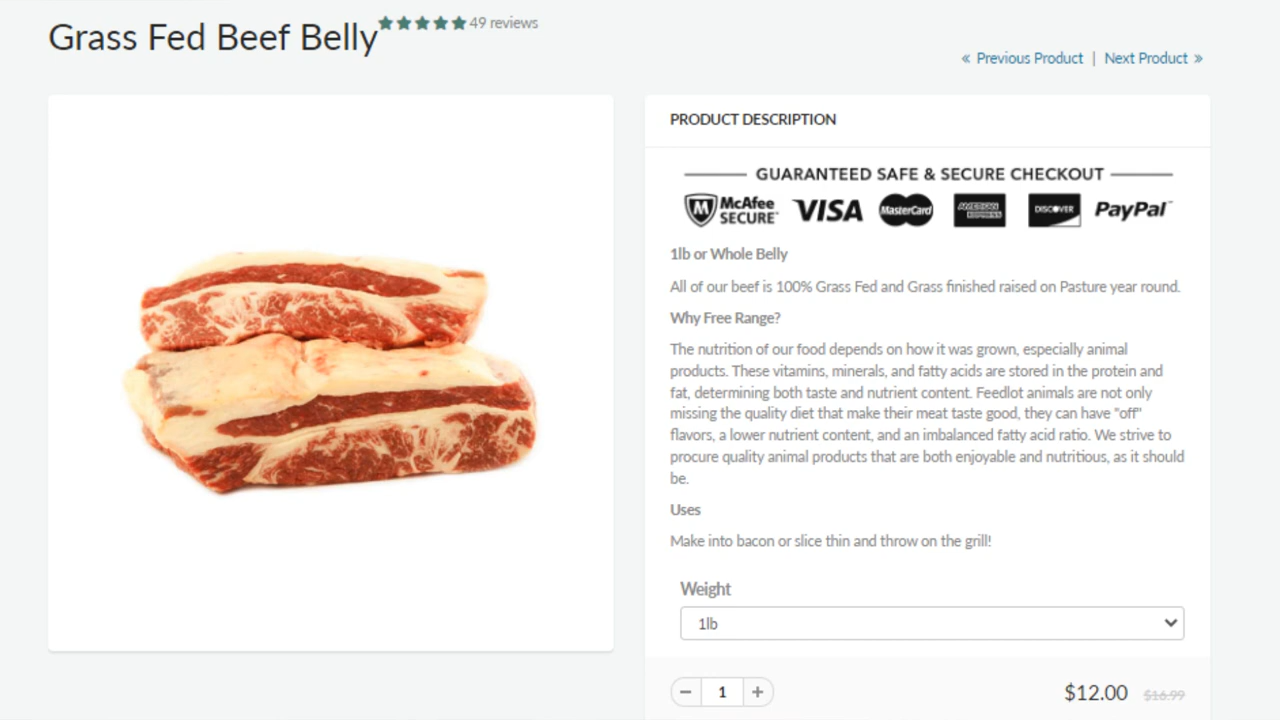 Grass Fed Beef Belly
49 reviews
« Previous Product | Next Product »
PRODUCT DESCRIPTION
GUARANTEED SAFE & SECURE CHECKOUT
McAfee SECURE VISA MasterCard AMERICAN EXPRESS DISCOVER PayPal
1lb or Whole Belly
All of our beef is 100% Grass Fed and Grass finished raised on Pasture year round.
Why Free Range?
The nutrition of our food depends on how it was grown, especially animal
products. These vitamins, minerals, and fatty acids are stored in the protein and
fat, determining both taste and nutrient content. Feedlot animals are not only
missing the quality diet that make their meat taste good, they can have "off"
flavors, a lower nutrient content, and an imbalanced fatty acid ratio. We strive to
procure quality animal products that are both enjoyable and nutritious, as it should
be.
Uses
Make into bacon or slice thin and throw on the grill!
Weight
1lb
− 1 +
$12.00 $16.99